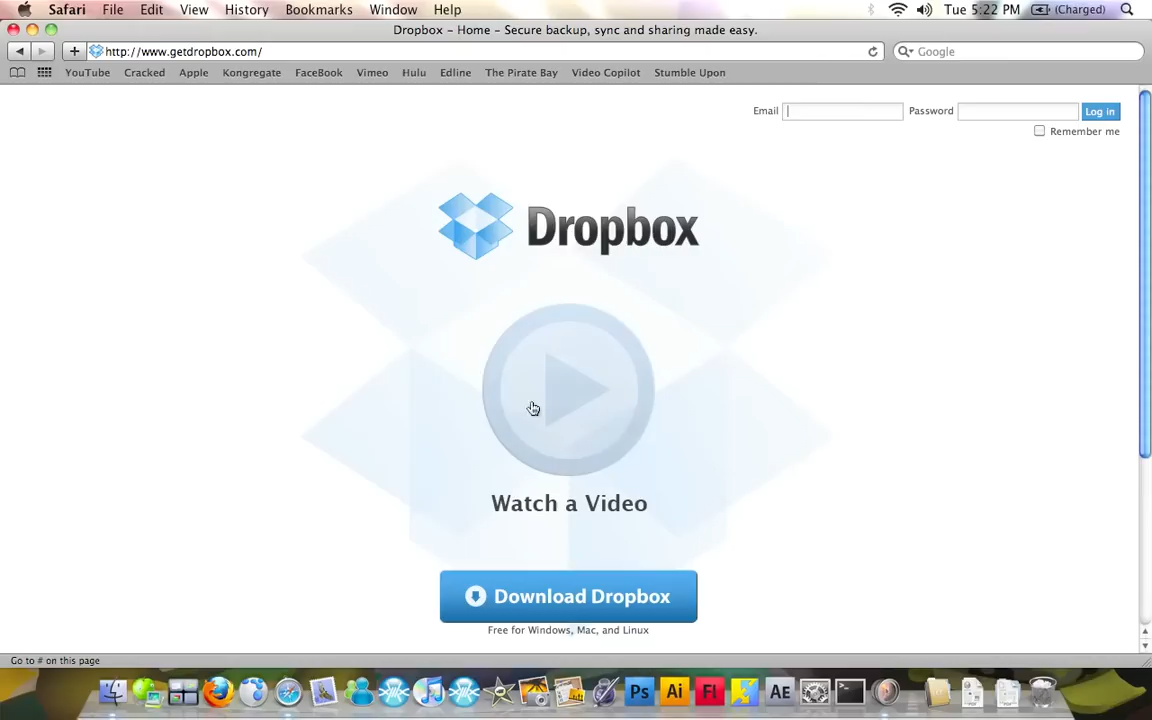 Safari File Edit View History Bookmarks Window Help Tue 5:22 PM (Charged)
Dropbox – Home – Secure backup, sync and sharing made easy.
http://www.getdropbox.com/ Google
YouTube Cracked Apple Kongregate FaceBook Vimeo Hulu Edline The Pirate Bay Video Copilot Stumble Upon
Email Password Log in
Remember me
Dropbox
Watch a Video
Download Dropbox
Free for Windows, Mac, and Linux
Go to # on this page
Ps Ai Fl AE